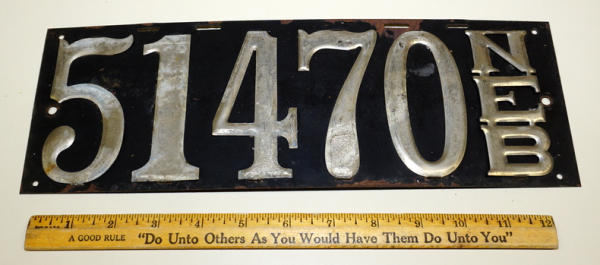 51470 NEB
1 2 3 4 5 6 7 8 9 10 11 12
A GOOD RULE "Do Unto Others As You Would Have Them Do Unto You"